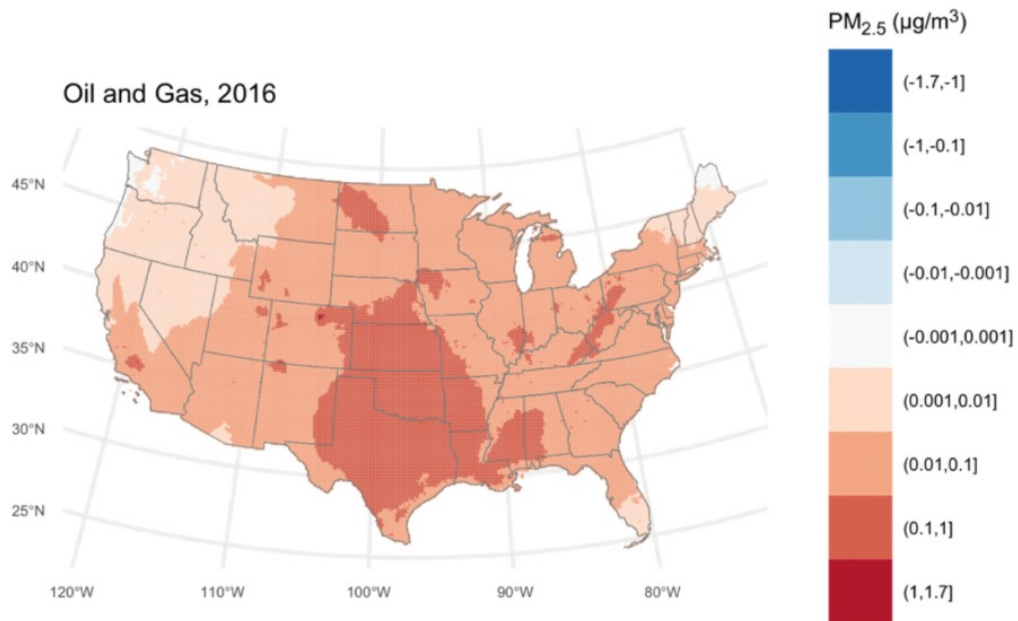 PM2.5 (μg/m3)
Oil and Gas, 2016
(-1.7,-1]
(-1,-0.1]
(-0.1,-0.01]
(-0.01,-0.001]
(-0.001,0.001]
(0.001,0.01]
(0.01,0.1]
(0.1,1]
(1,1.7]
45°N
40°N
35°N
30°N
25°N
120°W 110°W 100°W 90°W 80°W